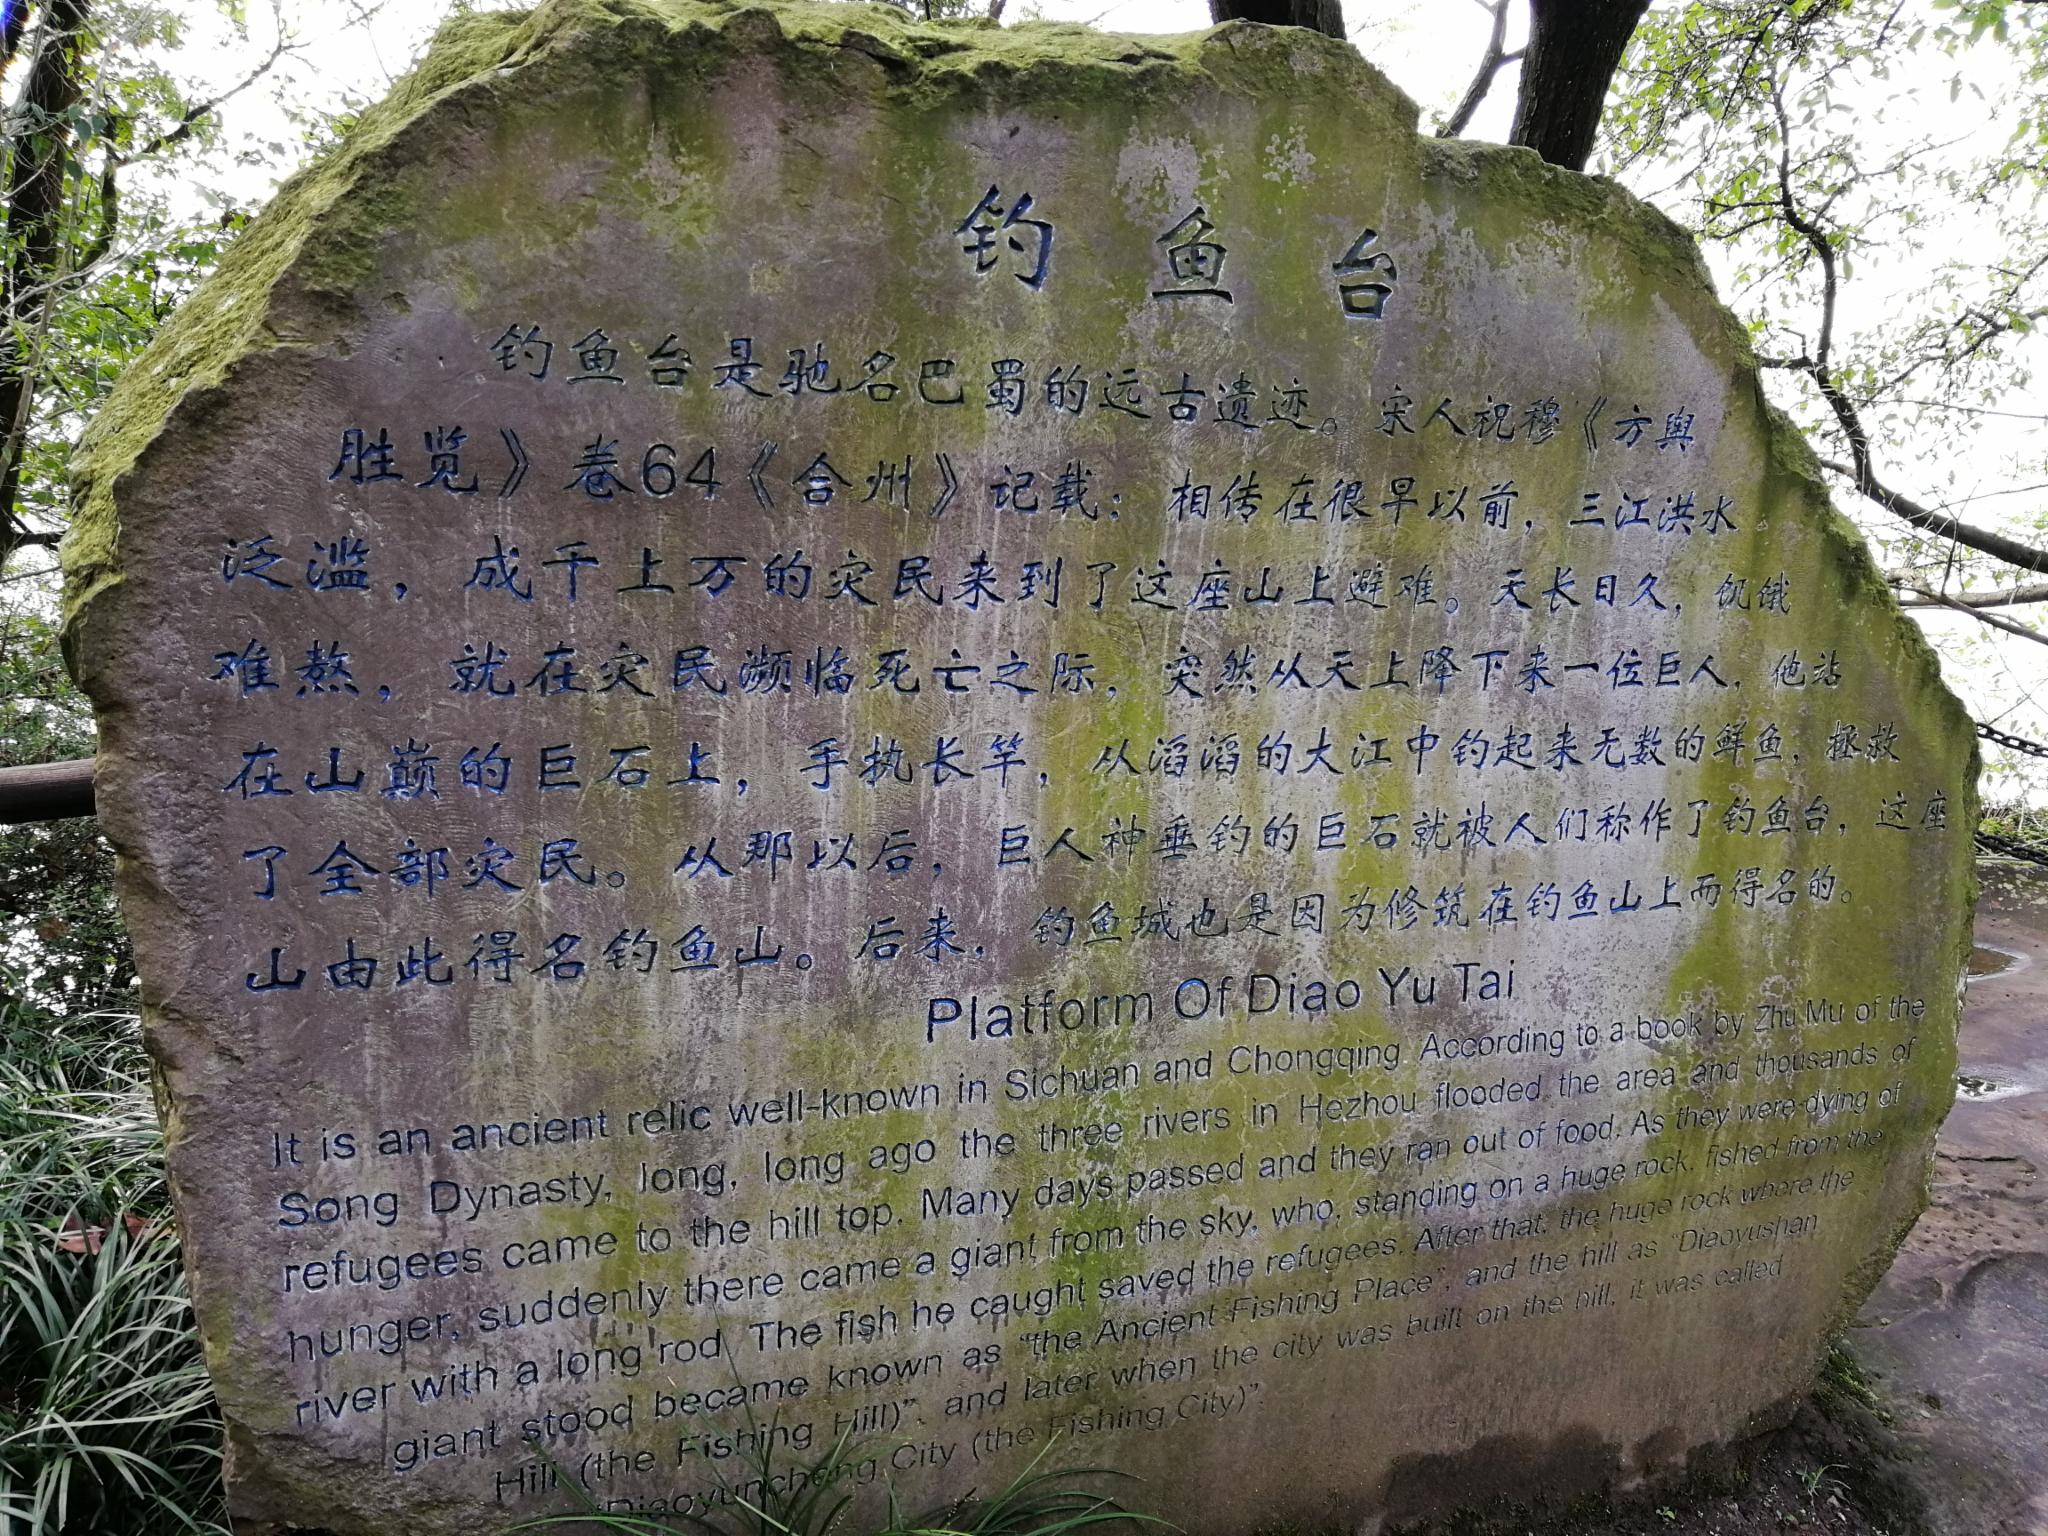 钓鱼台
钓鱼台是驰名巴蜀的远古遗迹。宋人祝穆《方舆
胜览》卷64《合州》记载：相传在很早以前，三江洪水
泛滥，成千上万的灾民来到了这座山上避难。天长日久，饥饿
难熬，就在灾民濒临死亡之际，突然从天上降下来一位巨人，他站
在山巅的巨石上，手执长竿，从滔滔的大江中钓起来无数的鲜鱼，拯救
了全部灾民。从那以后，巨人神垂钓的巨石就被人们称作了钓鱼台，这座
山由此得名钓鱼山。后来，钓鱼城也是因为修筑在钓鱼山上而得名的。
Platform Of Diao Yu Tai
It is an ancient relic well-known in Sichuan and Chongqing. According to a book by Zhu Mu of the
Song Dynasty, long, long ago the three rivers in Hezhou flooded the area and thousands of
refugees came to the hill top. Many days passed and they ran out of food. As they were dying of
hunger, suddenly there came a giant from the sky, who, standing on a huge rock, fished from the
river with a long rod. The fish he caught saved the refugees. After that, the huge rock where the
giant stood became known as "the Ancient Fishing Place", and the hill as "Diaoyushan
Hill (the Fishing Hill)", and later when the city was built on the hill, it was called
"Diaoyuncheng City (the Fishing City)".